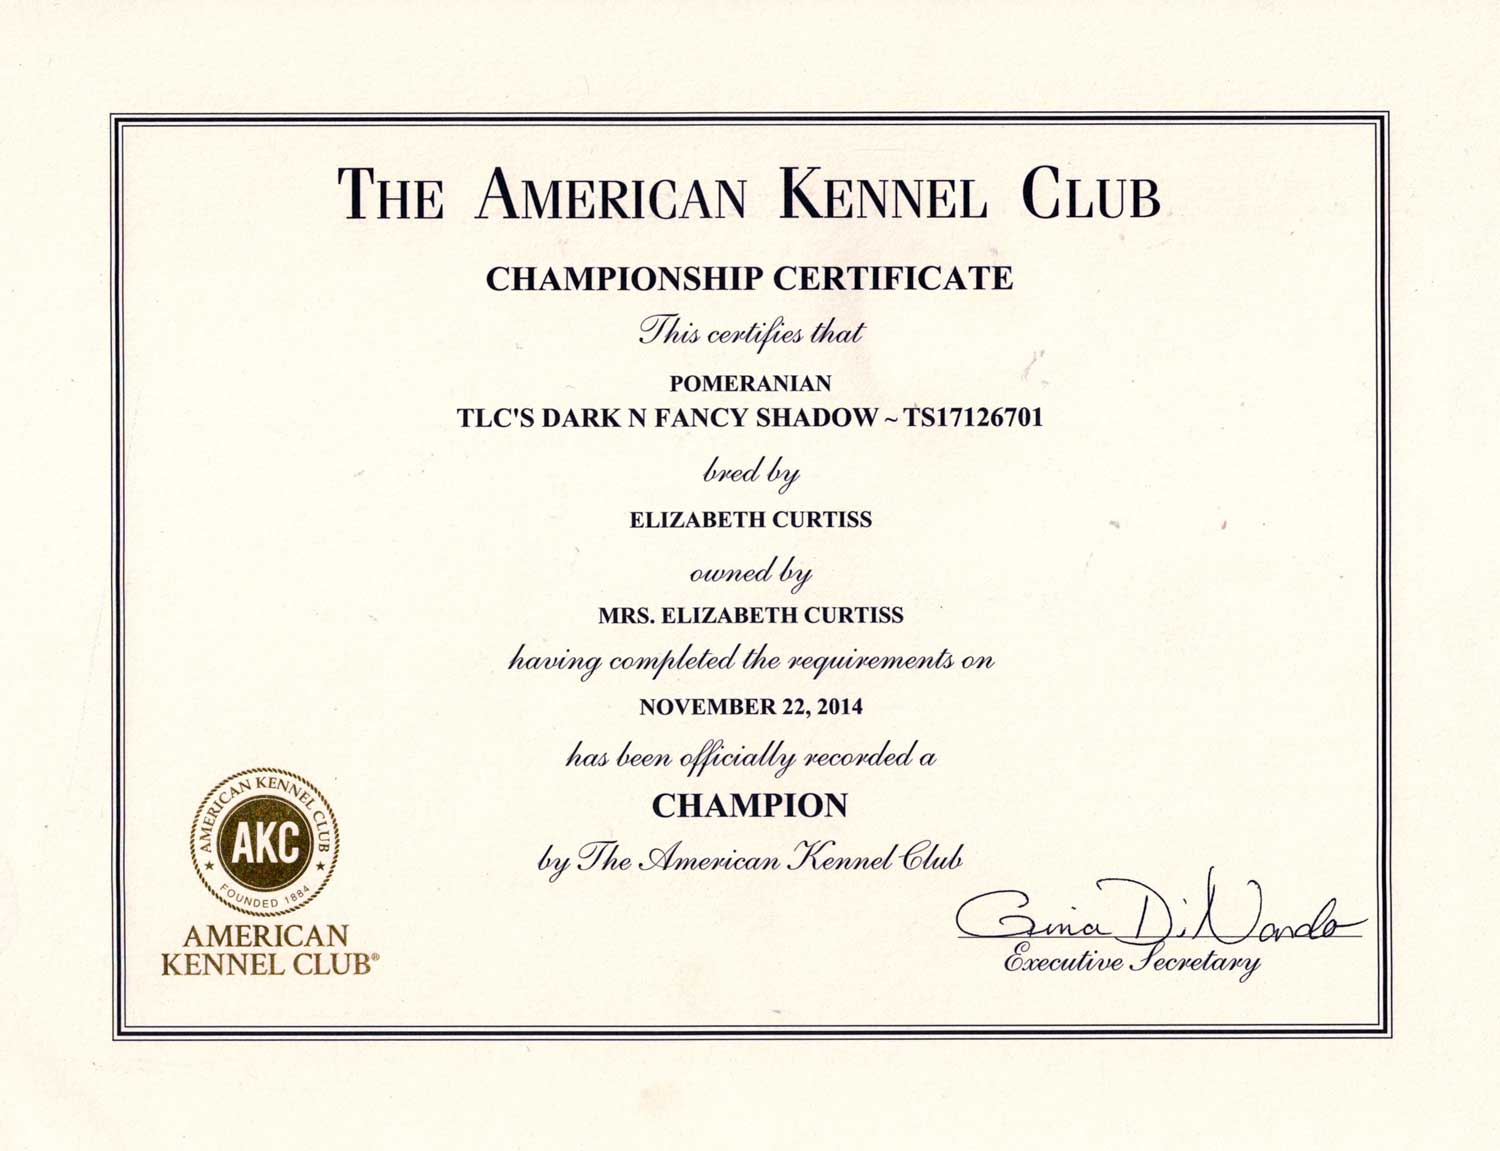 THE AMERICAN KENNEL CLUB
CHAMPIONSHIP CERTIFICATE
This certifies that
POMERANIAN
TLC'S DARK N FANCY SHADOW ~ TS17126701
bred by
ELIZABETH CURTISS
owned by
MRS. ELIZABETH CURTISS
having completed the requirements on
NOVEMBER 22, 2014
has been officially recorded a
CHAMPION
by The American Kennel Club
AMERICAN KENNEL CLUB
AKC
FOUNDED 1884
AMERICAN
KENNEL CLUB®
Gina DiNardo
Executive Secretary